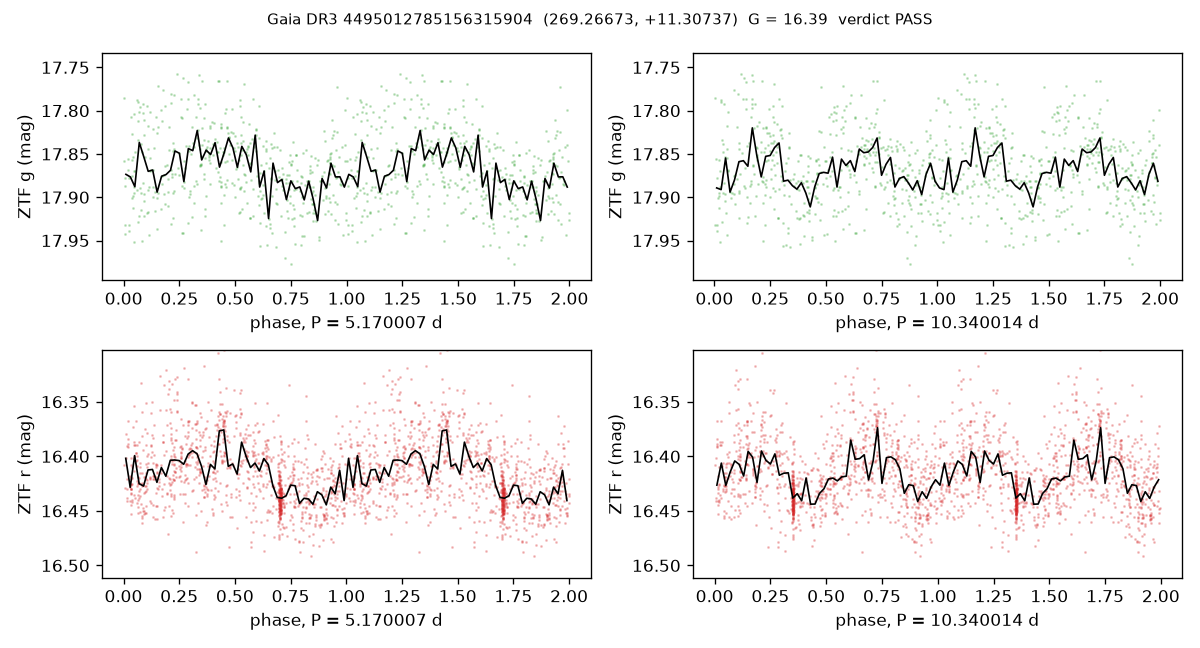 Gaia DR3 4495012785156315904 (269.26673, +11.30737) G = 16.39 verdict PASS
ZTF g (mag)
17.75
17.80
17.85
17.90
17.95
0.00 0.25 0.50 0.75 1.00 1.25 1.50 1.75 2.00
phase, P = 5.170007 d
ZTF g (mag)
17.75
17.80
17.85
17.90
17.95
0.00 0.25 0.50 0.75 1.00 1.25 1.50 1.75 2.00
phase, P = 10.340014 d
ZTF r (mag)
16.35
16.40
16.45
16.50
0.00 0.25 0.50 0.75 1.00 1.25 1.50 1.75 2.00
phase, P = 5.170007 d
ZTF r (mag)
16.35
16.40
16.45
16.50
0.00 0.25 0.50 0.75 1.00 1.25 1.50 1.75 2.00
phase, P = 10.340014 d